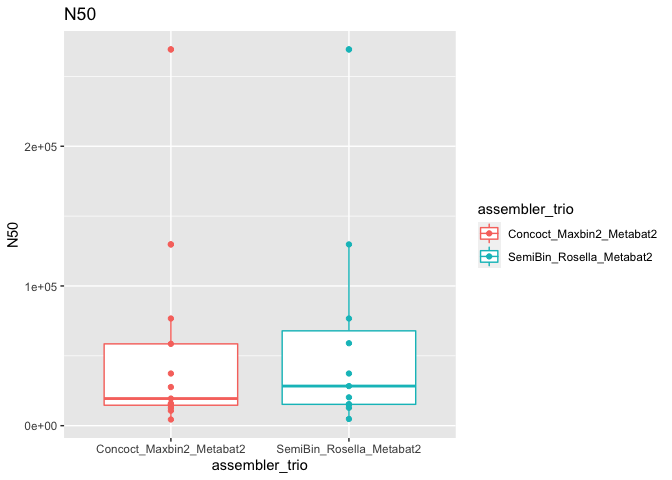 N50
N50
2e+05
1e+05
0e+00
Concoct_Maxbin2_Metabat2
SemiBin_Rosella_Metabat2
assembler_trio
assembler_trio
Concoct_Maxbin2_Metabat2
SemiBin_Rosella_Metabat2